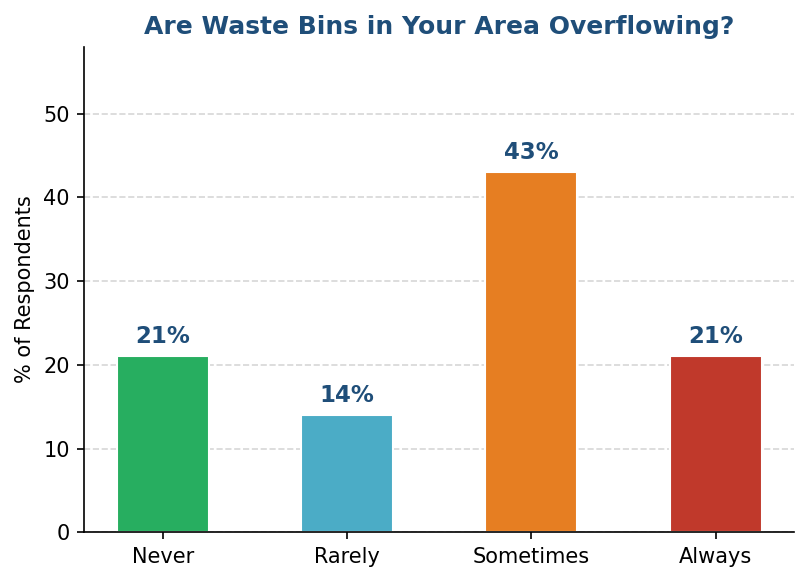 Are Waste Bins in Your Area Overflowing?
% of Respondents
50
40
30
20
10
0
21%
14%
43%
21%
Never
Rarely
Sometimes
Always